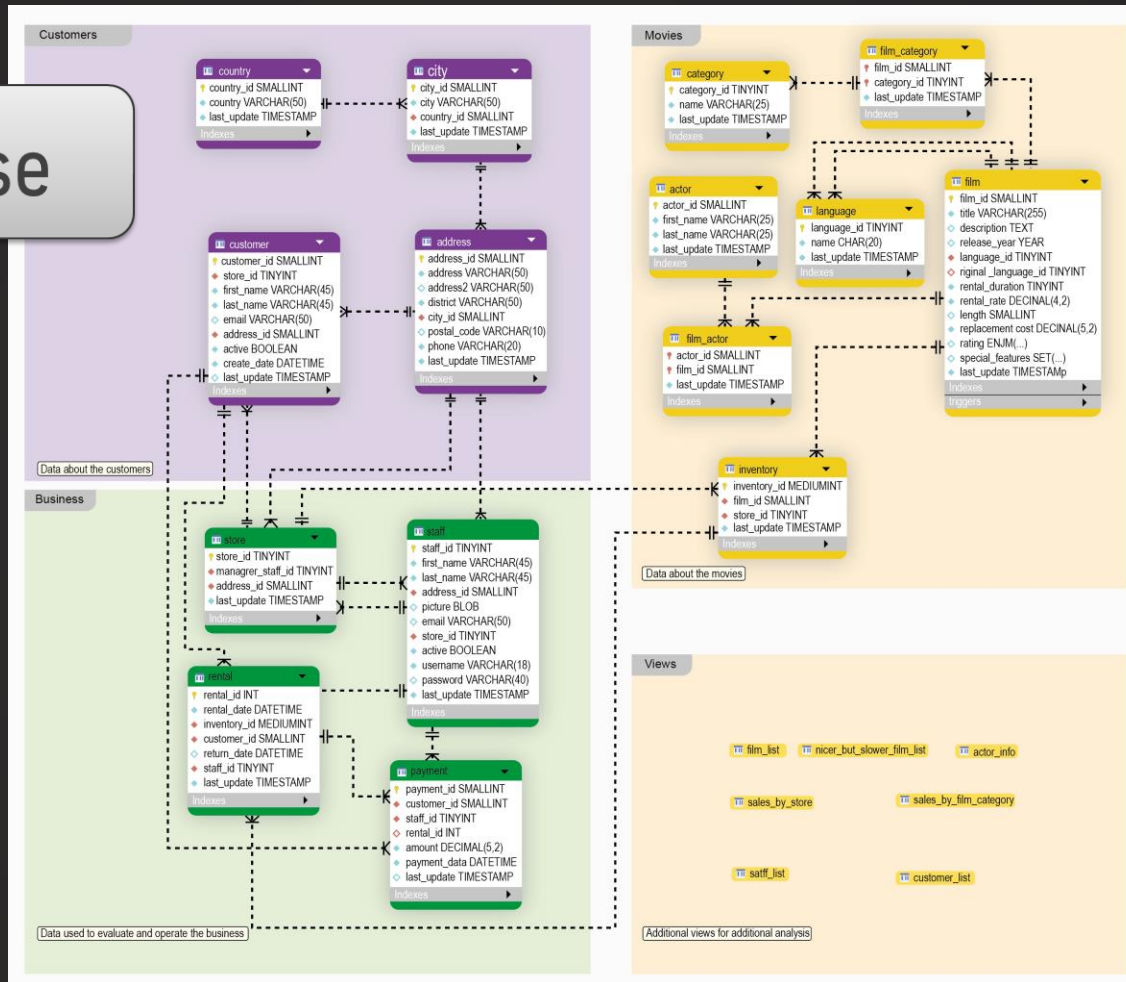 se
Customers
country
country_id SMALLINT
country VARCHAR(50)
last_update TIMESTAMP
Indexes
city
city_id SMALLINT
city VARCHAR(50)
country_id SMALLINT
last_update TIMESTAMP
Indexes
customer
customer_id SMALLINT
store_id TINYINT
first_name VARCHAR(45)
last_name VARCHAR(45)
email VARCHAR(50)
address_id SMALLINT
active BOOLEAN
create_date DATETIME
last_update TIMESTAMP
Indexes
address
address_id SMALLINT
address VARCHAR(50)
address2 VARCHAR(50)
district VARCHAR(50)
city_id SMALLINT
postal_code VARCHAR(10)
phone VARCHAR(20)
last_update TIMESTAMP
Indexes
Data about the customers
Business
store
store_id TINYINT
managrer_staff_id TINYINT
address_id SMALLINT
last_update TIMESTAMP
Indexes
staff
staff_id TINYINT
first_name VARCHAR(45)
last_name VARCHAR(45)
address_id SMALLINT
picture BLOB
email VARCHAR(50)
store_id TINYINT
active BOOLEAN
username VARCHAR(18)
password VARCHAR(40)
last_update TIMESTAMP
Indexes
rental
rental_id INT
rental_date DATETIME
inventory_id MEDIUMINT
customer_id SMALLINT
return_date DATETIME
staff_id TINYINT
last_update TIMESTAMP
Indexes
payment
payment_id SMALLINT
customer_id SMALLINT
staff_id TINYINT
rental_id INT
amount DECIMAL(5,2)
payment_data DATETIME
last_update TIMESTAMP
Indexes
Data used to evaluate and operate the business
Movies
category
category_id TINYINT
name VARCHAR(25)
last_update TIMESTAMP
Indexes
film_category
film_id SMALLINT
category_id TINYINT
last_update TIMESTAMP
Indexes
actor
actor_id SMALLINT
first_name VARCHAR(25)
last_name VARCHAR(25)
last_update TIMESTAMP
Indexes
language
language_id TINYINT
name CHAR(20)
last_update TIMESTAMP
Indexes
film
film_id SMALLINT
title VARCHAR(255)
description TEXT
release_year YEAR
language_id TINYINT
riginal _language_id TINYINT
rental_duration TINYINT
rental_rate DECINAL(4,2)
length SMALLINT
replacement cost DECINAL(5,2)
rating ENJM(...)
special_features SET(...)
last_update TIMESTAMp
Indexes
triggers
film_actor
actor_id SMALLINT
film_id SMALLINT
last_update TIMESTAMP
Indexes
inventory
inventory_id MEDIUMINT
film_id SMALLINT
store_id TINYINT
last_update TIMESTAMP
Indexes
Data about the movies
Views
film_list
nicer_but_slower_film_list
actor_info
sales_by_store
sales_by_film_category
satff_list
customer_list
Additional views for additional analysis